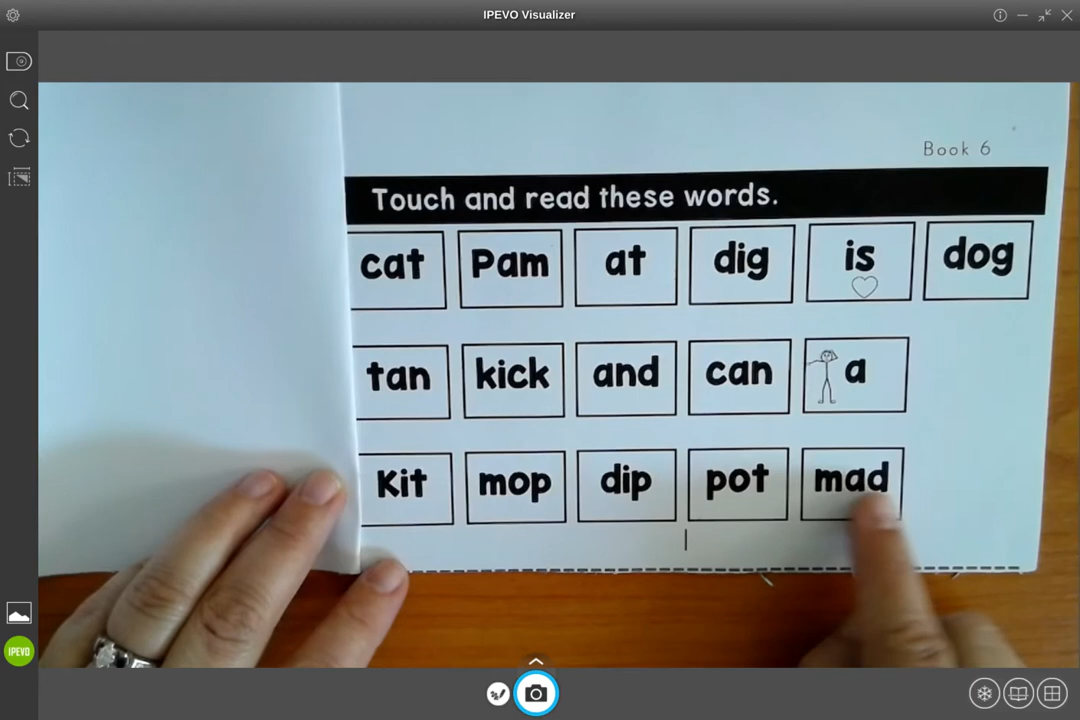 IPEVO Visualizer
Book 6
Touch and read these words.
cat Pam at dig is dog
tan kick and can a
Kit mop dip pot mad
IPEVO